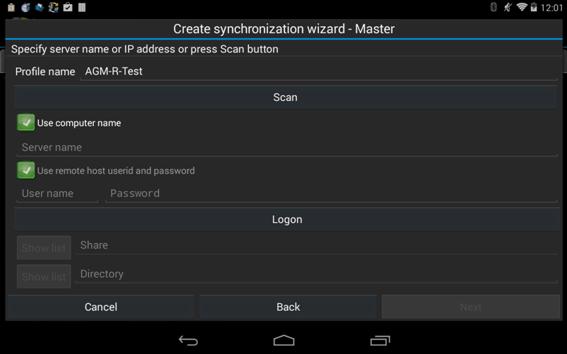 12:01
Create synchronization wizard - Master
Specify server name or IP address or press Scan button
Profile name AGM-R-Test
Scan
Use computer name
Server name
Use remote host userid and password
User name Password
Logon
Show list Share
Show list Directory
Cancel Back Next